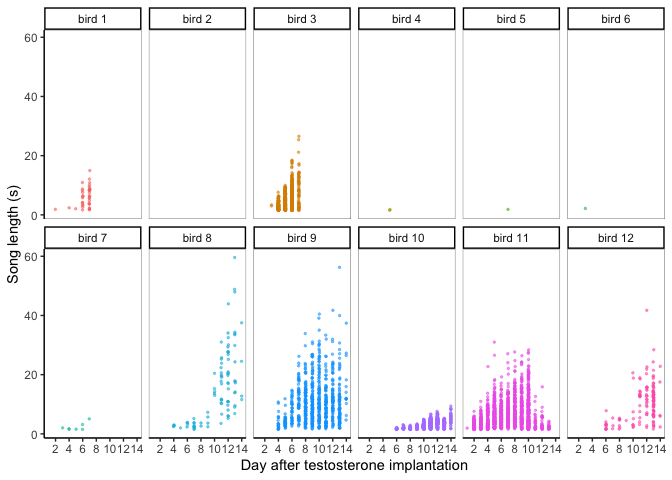 bird 1 bird 2 bird 3 bird 4 bird 5 bird 6
60
40
20
0
bird 7 bird 8 bird 9 bird 10 bird 11 bird 12
60
40
20
0
2 4 6 8 10 12 14 2 4 6 8 10 12 14 2 4 6 8 10 12 14 2 4 6 8 10 12 14 2 4 6 8 10 12 14 2 4 6 8 10 12 14
Day after testosterone implantation
Song length (s)